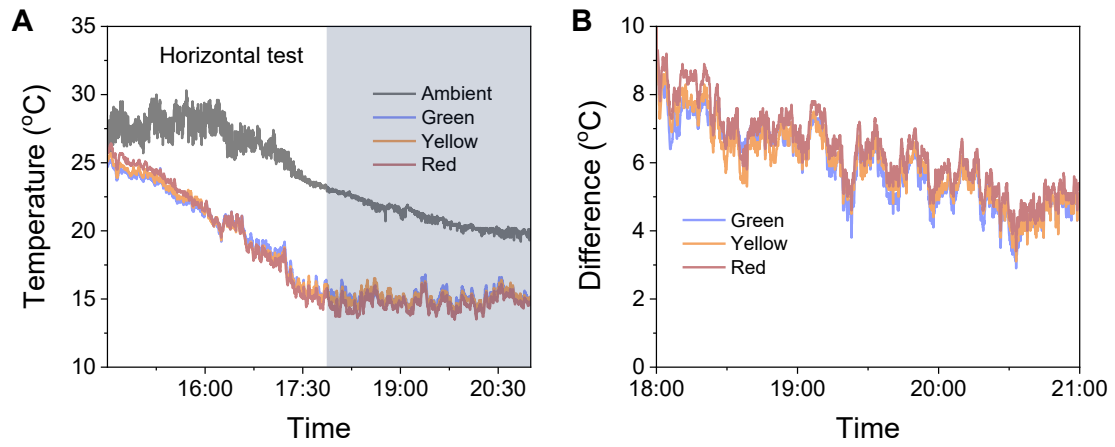 A
Horizontal test
Ambient
Green
Yellow
Red
Temperature (°C)
35
30
25
20
15
10
16:00 17:30 19:00 20:30
Time
B
Difference (°C)
10
8
6
4
2
0
Green
Yellow
Red
18:00 19:00 20:00 21:00
Time